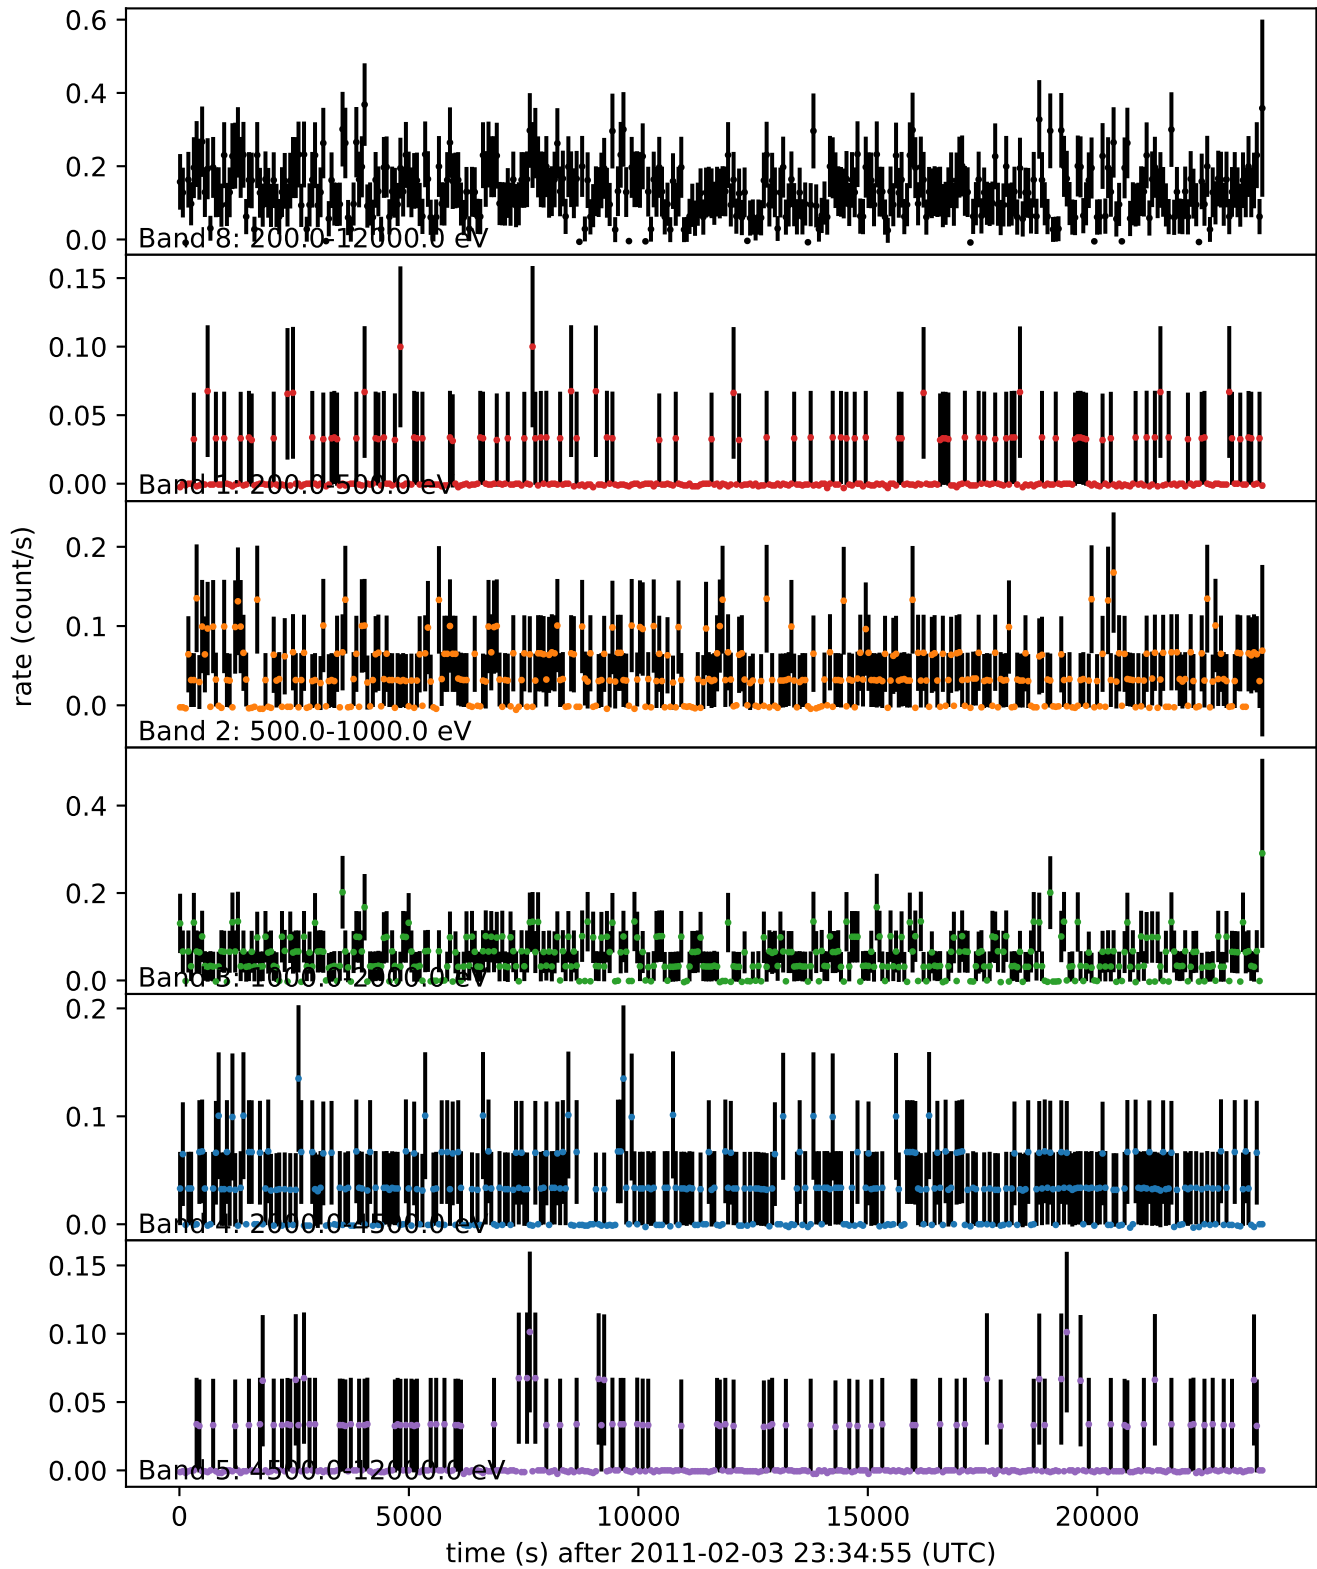 0.6
0.4
0.2
0.0
Band 8: 200.0-12000.0 eV
0.15
0.10
0.05
0.00
Band 1: 200.0-500.0 eV
rate (count/s)
0.2
0.1
0.0
Band 2: 500.0-1000.0 eV
0.4
0.2
0.0
Band 3: 1000.0-2000.0 eV
0.2
0.1
0.0
Band 4: 2000.0-4500.0 eV
0.15
0.10
0.05
0.00
Band 5: 4500.0-12000.0 eV
0 5000 10000 15000 20000
time (s) after 2011-02-03 23:34:55 (UTC)